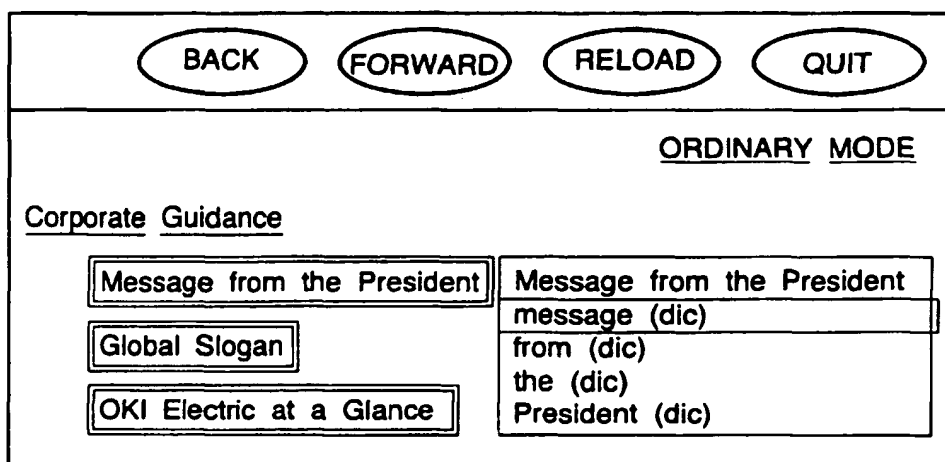 BACK FORWARD RELOAD QUIT
ORDINARY MODE
Corporate Guidance
Message from the President
Global Slogan
OKI Electric at a Glance
Message from the President
message (dic)
from (dic)
the (dic)
President (dic)